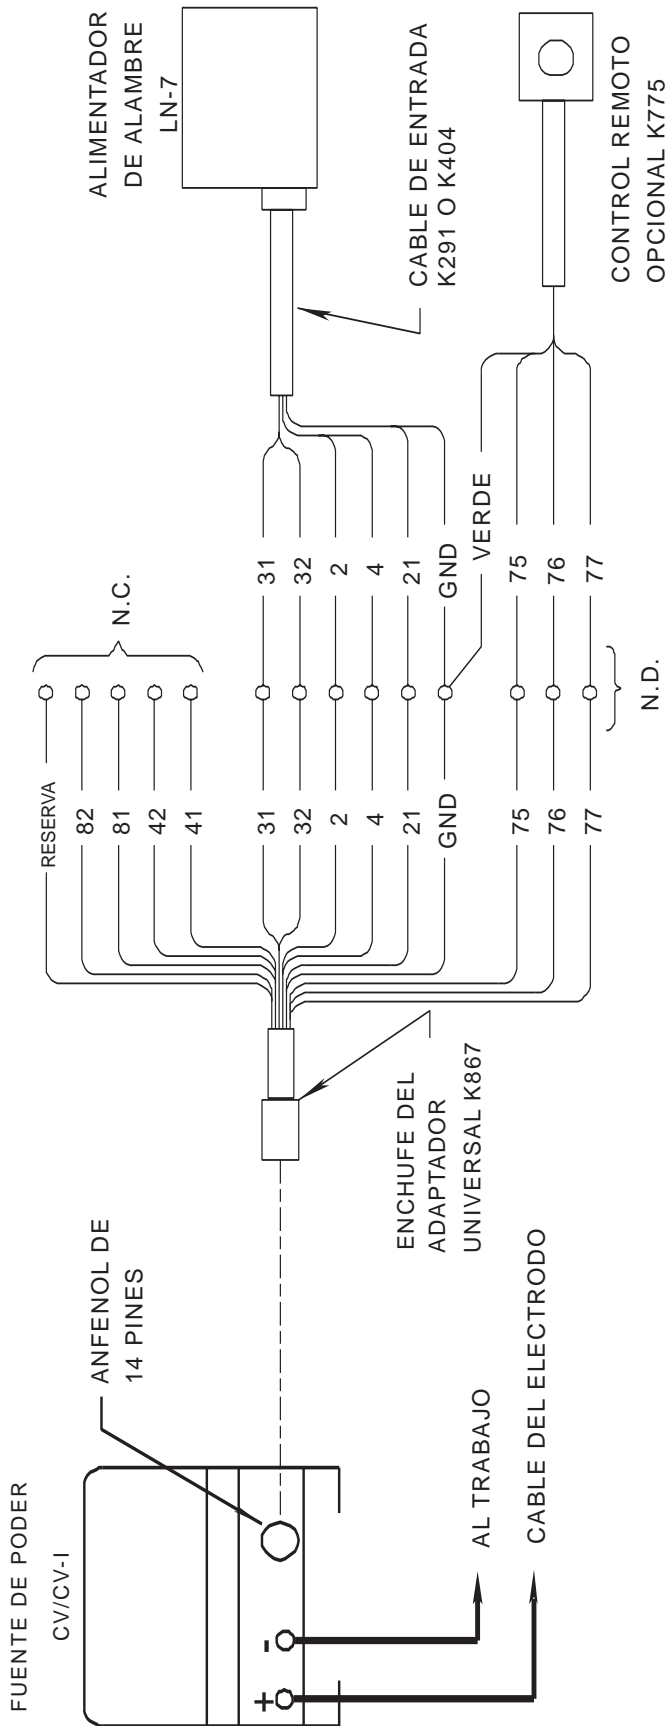 FUENTE DE PODER
CV/CV-I
+
-
ANFENOL DE
14 PINES
AL TRABAJO
CABLE DEL ELECTRODO
ENCHUFE DEL
ADAPTADOR
UNIVERSAL K867
RESERVA
82
81
42
41
31
32
2
4
21
GND
75
76
77
N.C.
N.D.
31
32
2
4
21
GND
VERDE
75
76
77
ALIMENTADOR
DE ALAMBRE
LN-7
CABLE DE ENTRADA
K291 O K404
CONTROL REMOTO
OPCIONAL K775